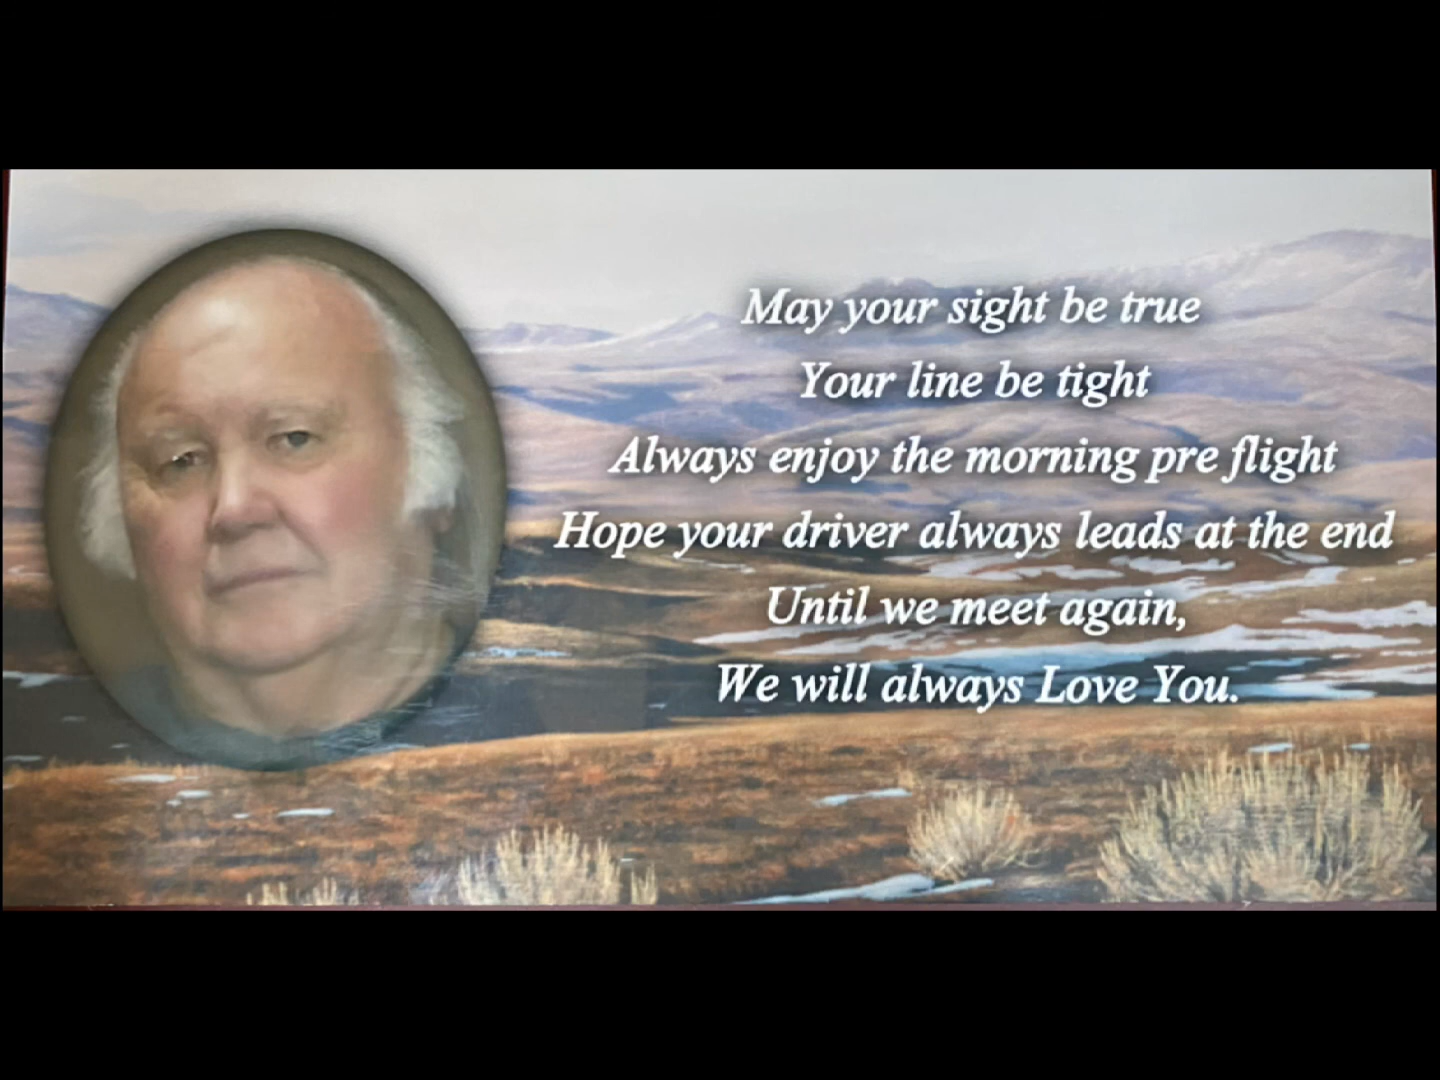 May your sight be true
Your line be tight
Always enjoy the morning pre flight
Hope your driver always leads at the end
Until we meet again,
We will always Love You.